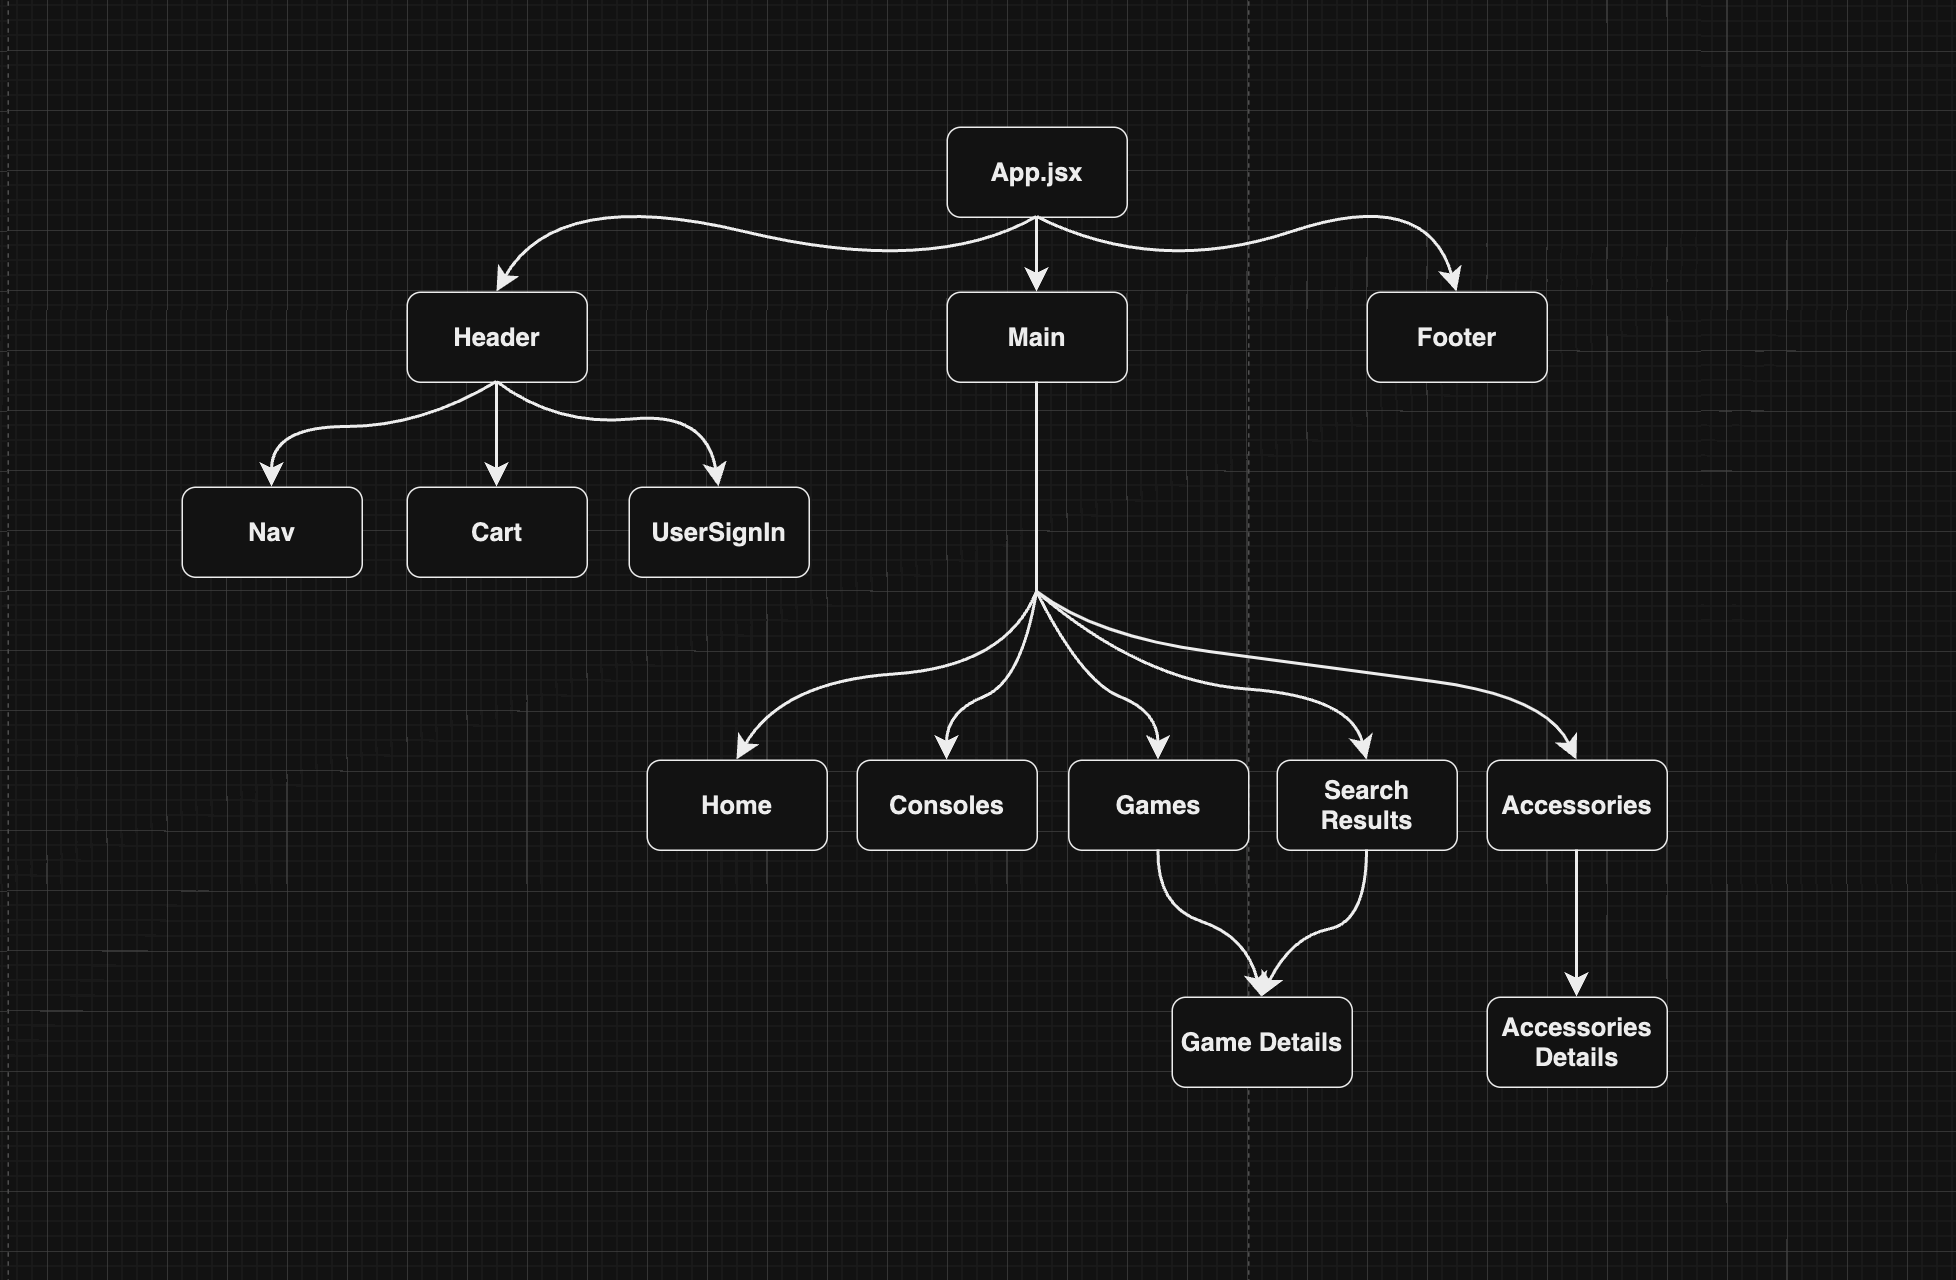 App.jsx
Header
Main
Footer
Nav
Cart
UserSignIn
Home
Consoles
Games
Search
Results
Accessories
Game Details
Accessories
Details